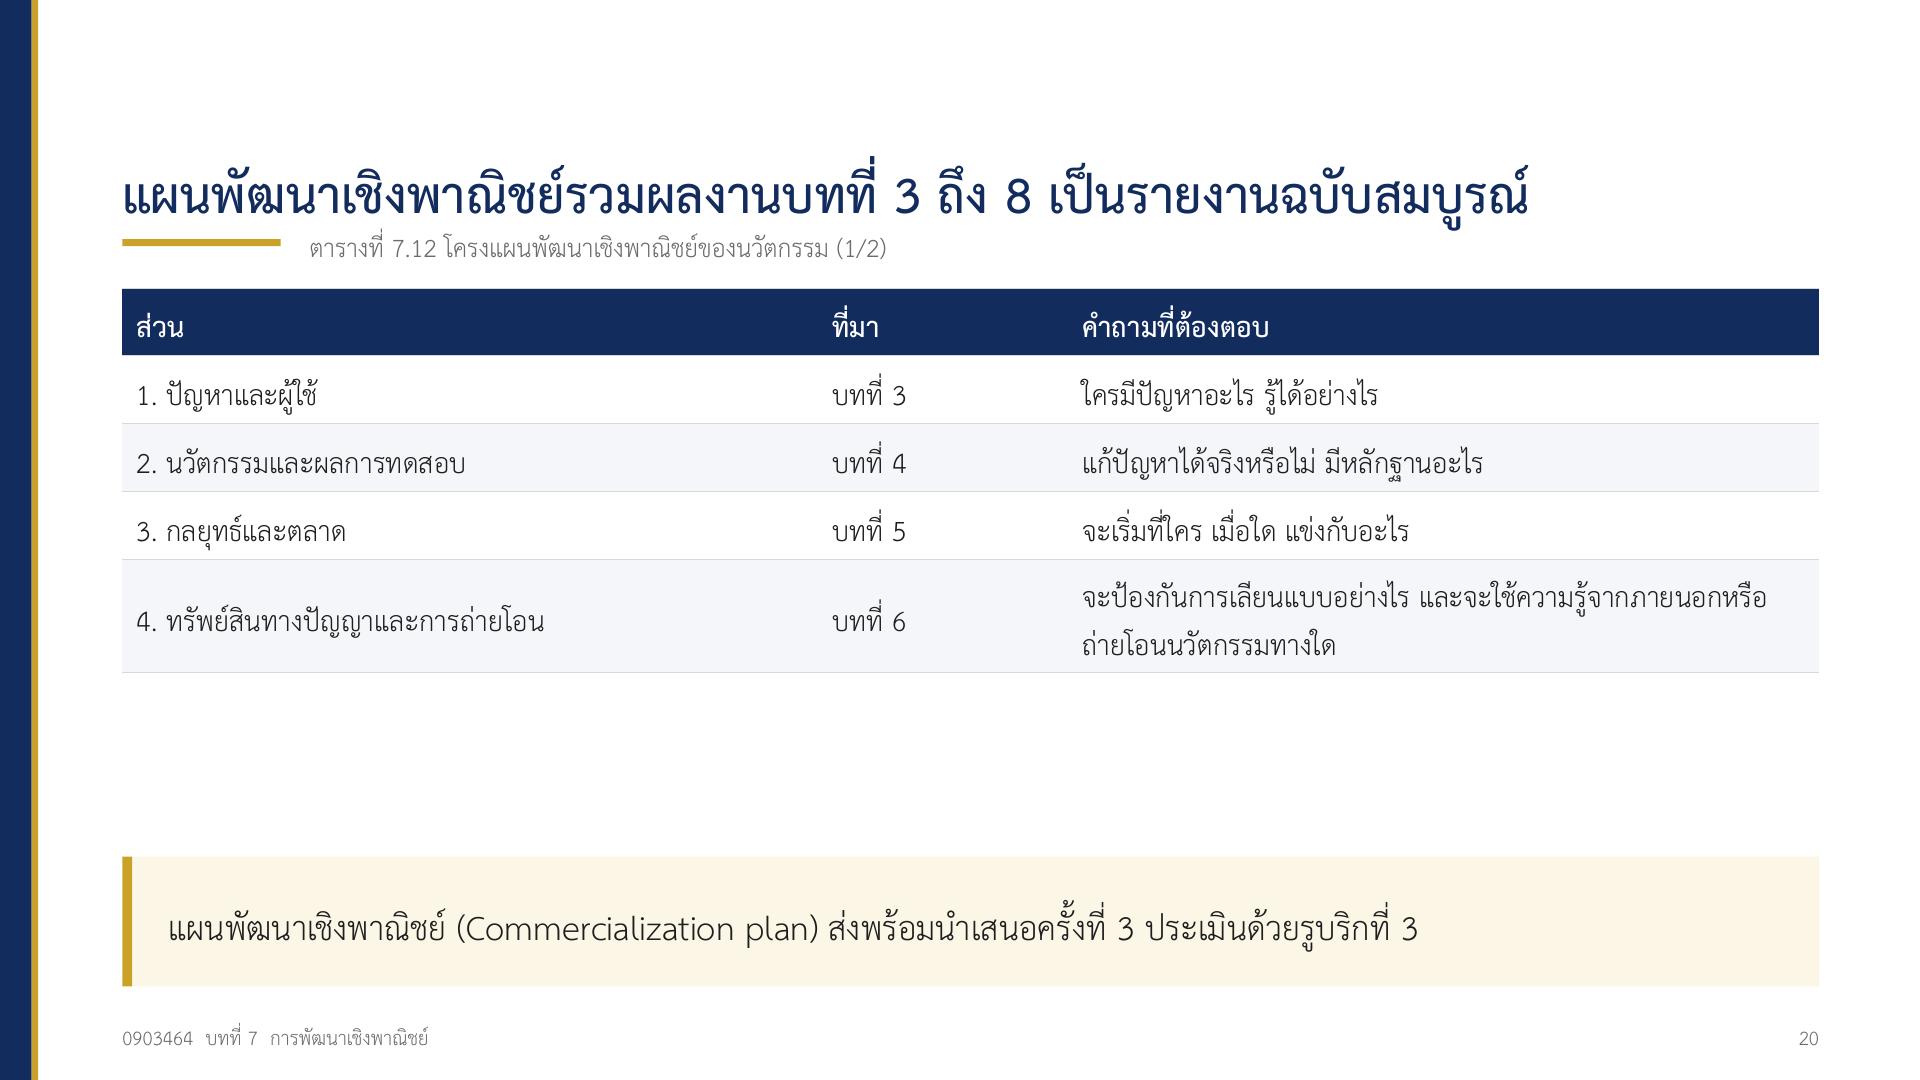 แผนพัฒนาเชิงพาณิชย์รวมผลงานบทที่ 3 ถึง 8 เป็นรายงานฉบับสมบูรณ์
ตารางที่ 7.12 โครงแผนพัฒนาเชิงพาณิชย์ของนวัตกรรม (1/2)
ส่วน ที่มา คำถามที่ต้องตอบ
1. ปัญหาและผู้ใช้ บทที่ 3 ใครมีปัญหาอะไร รู้ได้อย่างไร
2. นวัตกรรมและผลการทดสอบ บทที่ 4 แก้ปัญหาได้จริงหรือไม่ มีหลักฐานอะไร
3. กลยุทธ์และตลาด บทที่ 5 จะเริ่มที่ใคร เมื่อใด แข่งกับอะไร
4. ทรัพย์สินทางปัญญาและการถ่ายโอน บทที่ 6 จะป้องกันการเลียนแบบอย่างไร และจะใช้ความรู้จากภายนอกหรือ
ถ่ายโอนนวัตกรรมทางใด
แผนพัฒนาเชิงพาณิชย์ (Commercialization plan) ส่งพร้อมนำเสนอครั้งที่ 3 ประเมินด้วยรูบริกที่ 3
0903464 บทที่ 7 การพัฒนาเชิงพาณิชย์ 20